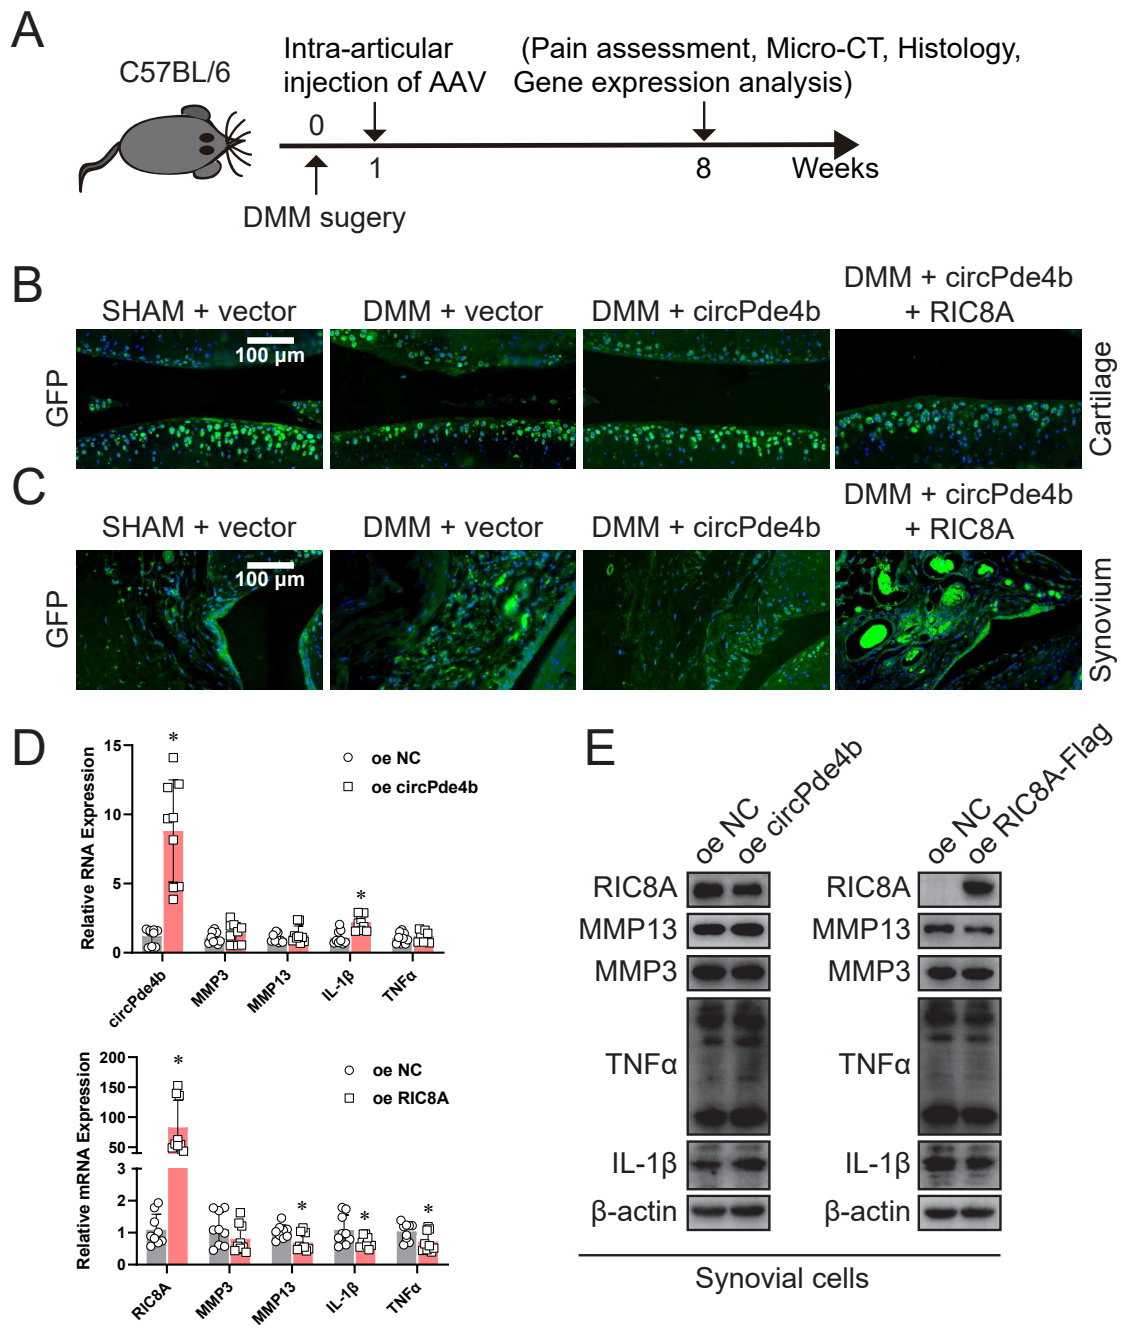 A
C57BL/6
Intra-articular
injection of AAV
(Pain assessment, Micro-CT, Histology,
Gene expression analysis)
0
1
8
Weeks
DMM sugery
B
SHAM + vector
DMM + vector
DMM + circPde4b
DMM + circPde4b
+ RIC8A
100 μm
GFP
Cartilage
C
SHAM + vector
DMM + vector
DMM + circPde4b
DMM + circPde4b
+ RIC8A
100 μm
GFP
Synovium
D
Relative RNA Expression
15
10
5
0
*
*
oe NC
oe circPde4b
circPde4b
MMP3
MMP13
IL-1β
TNFα
Relative mRNA Expression
200
150
100
50
3
2
1
0
*
*
*
*
oe NC
oe RIC8A
RIC8A
MMP3
MMP13
IL-1β
TNFα
E
oe NC
oe circPde4b
RIC8A
MMP13
MMP3
TNFα
IL-1β
β-actin
oe NC
oe RIC8A-Flag
RIC8A
MMP13
MMP3
TNFα
IL-1β
β-actin
Synovial cells